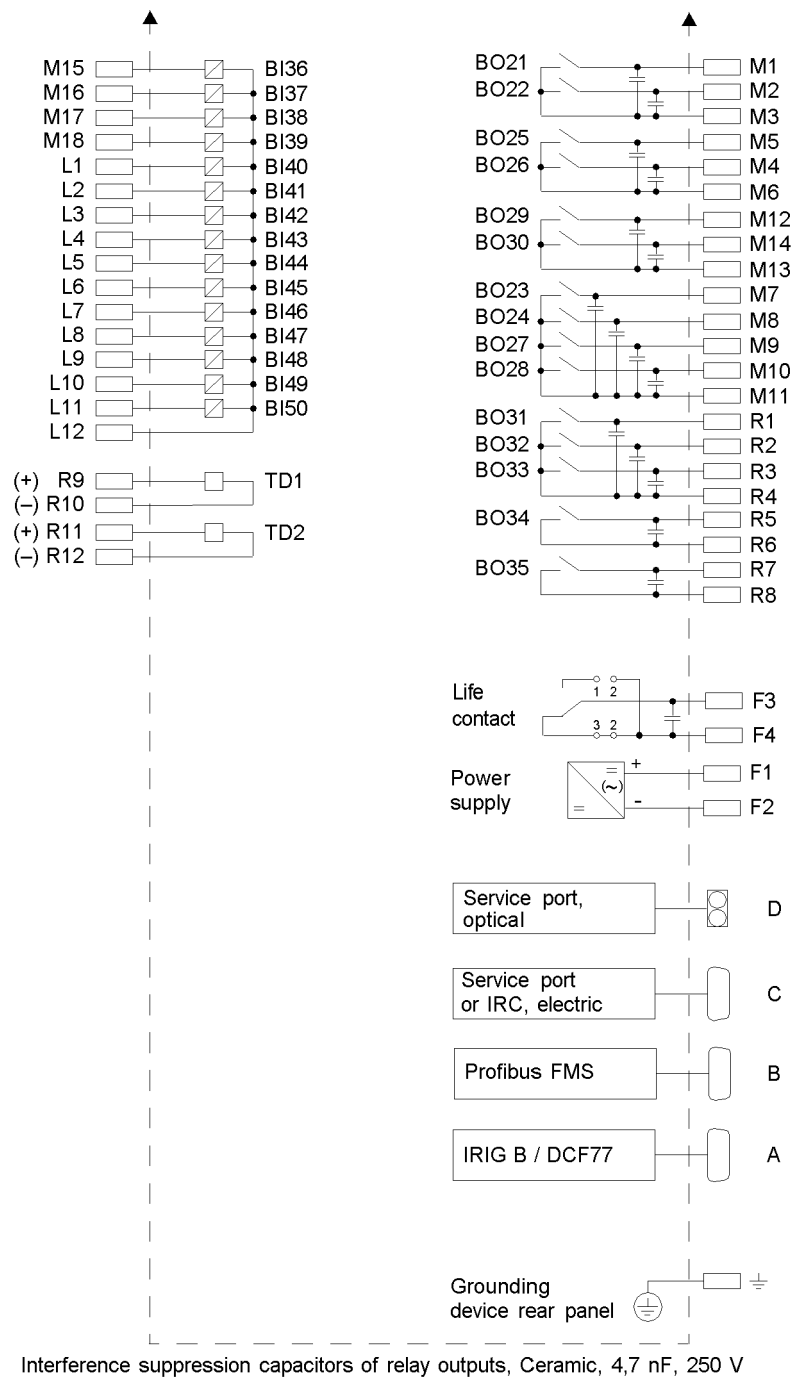 M15 BI36
M16 BI37
M17 BI38
M18 BI39
L1 BI40
L2 BI41
L3 BI42
L4 BI43
L5 BI44
L6 BI45
L7 BI46
L8 BI47
L9 BI48
L10 BI49
L11 BI50
L12
(+) R9 TD1
(–) R10
(+) R11 TD2
(–) R12
BO21 M1
BO22 M2
M3
BO25 M5
BO26 M4
M6
BO29 M12
BO30 M14
M13
BO23 M7
BO24 M8
BO27 M9
BO28 M10
M11
BO31 R1
BO32 R2
BO33 R3
R4
BO34 R5
R6
BO35 R7
R8
Life
contact
1 2
3 2
F3
F4
Power
supply
=
(~)
=
+ F1
- F2
Service port,
optical
D
Service port
or IRC, electric
C
Profibus FMS
B
IRIG B / DCF77
A
Grounding
device rear panel
Interference suppression capacitors of relay outputs, Ceramic, 4,7 nF, 250 V